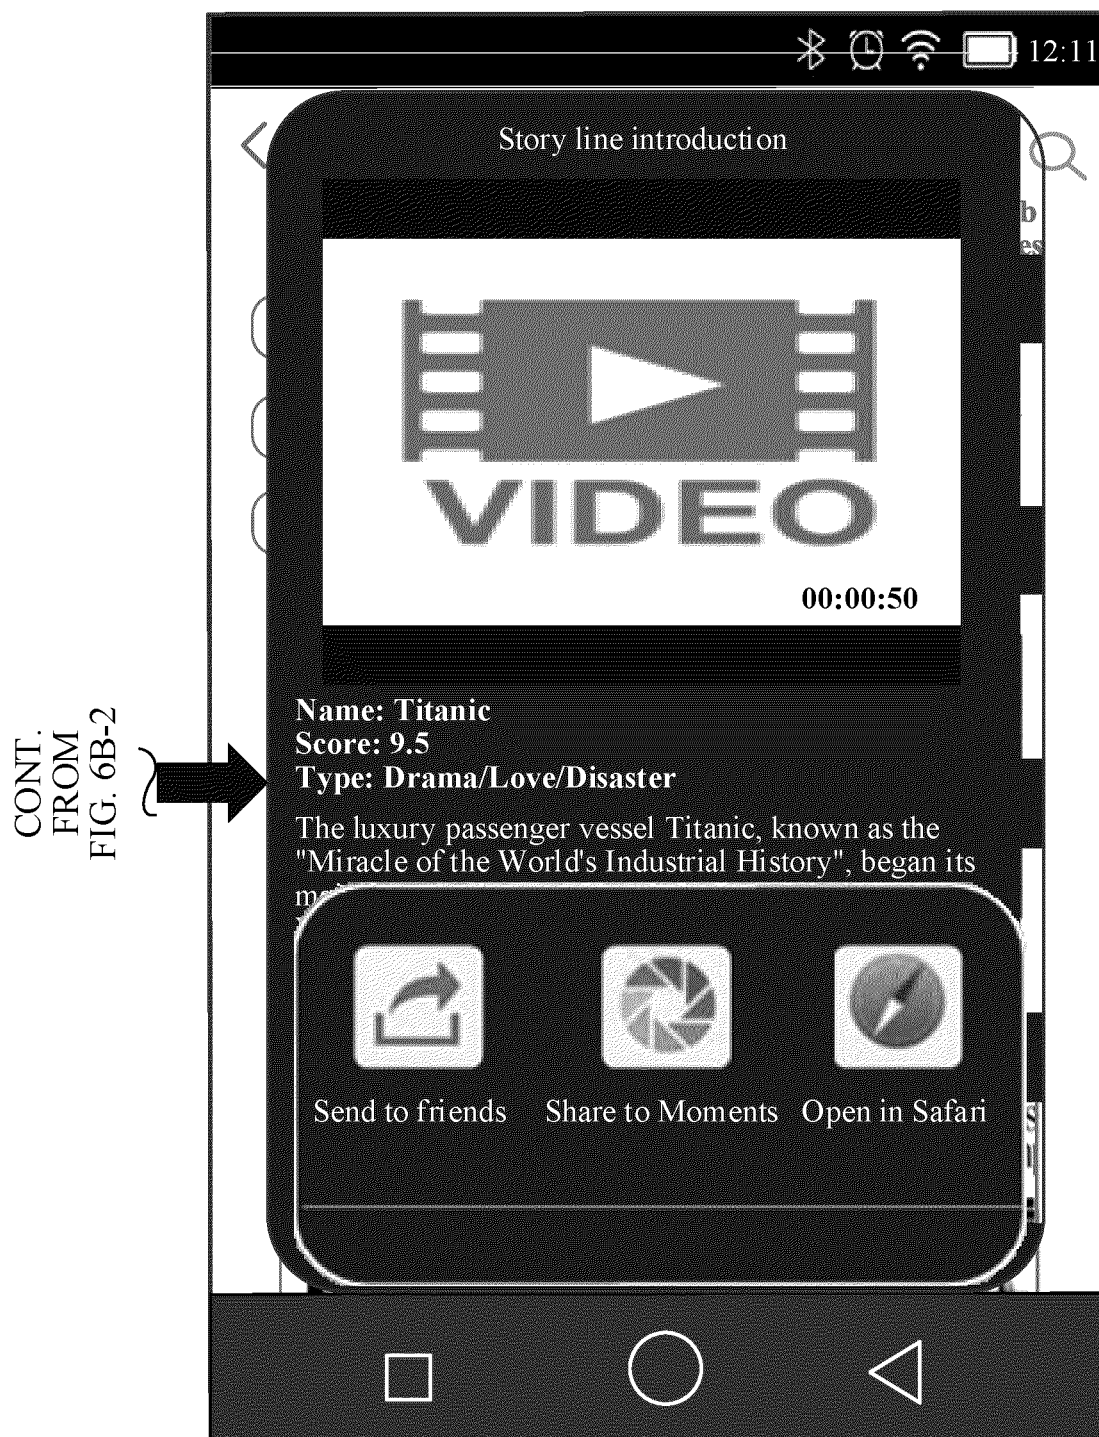 12:11
Story line introduction
b
es
VIDEO
00:00:50
CONT.
FROM
FIG. 6B-2
Name: Titanic
Score: 9.5
Type: Drama/Love/Disaster
The luxury passenger vessel Titanic, known as the
"Miracle of the World's Industrial History", began its
Send to friends Share to Moments Open in Safari